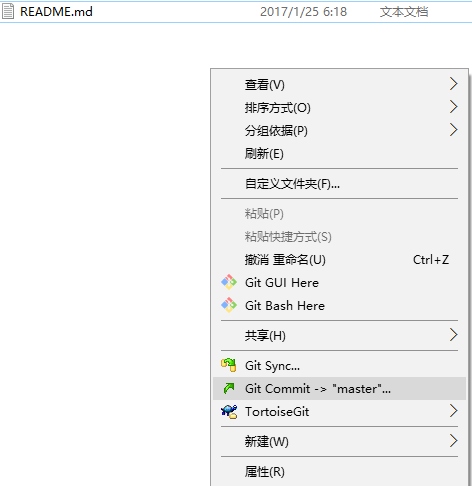 README.md 2017/1/25 6:18 文本文档
查看(V)
排序方式(O)
分组依据(P)
刷新(E)
自定义文件夹(F)...
粘贴(P)
粘贴快捷方式(S)
撤消 重命名(U) Ctrl+Z
Git GUI Here
Git Bash Here
共享(H)
Git Sync...
Git Commit -> "master"...
TortoiseGit
新建(W)
属性(R)